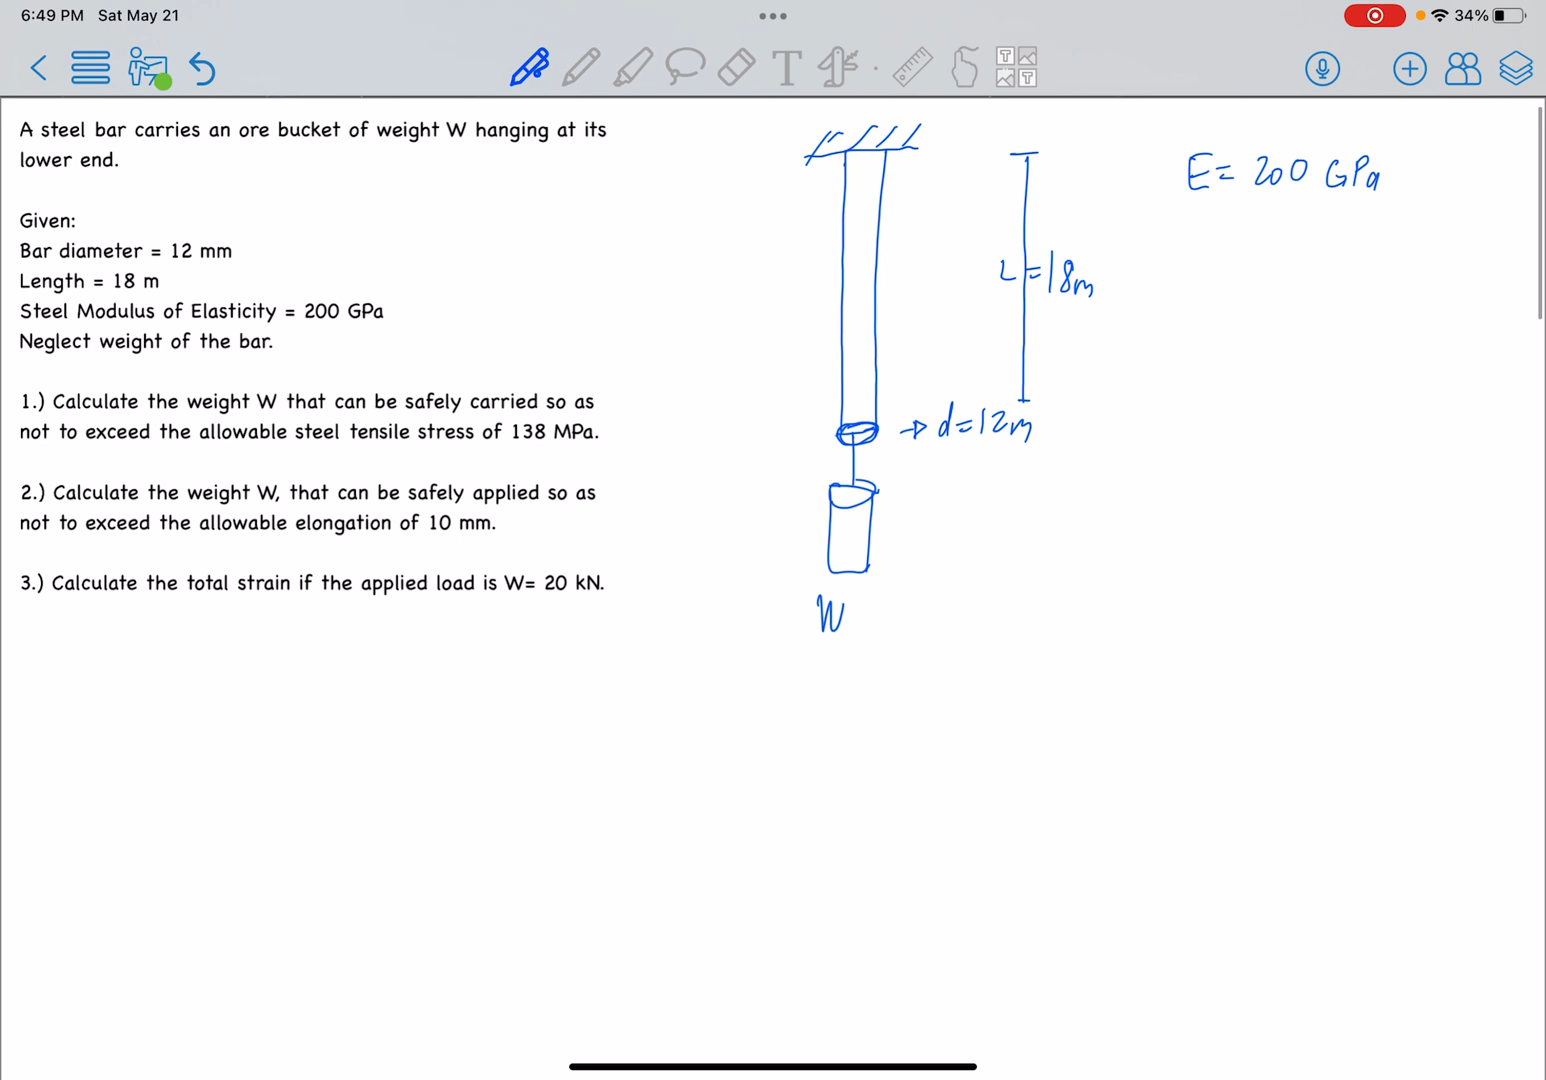 6:49 PM Sat May 21
34%
T
T
T
A steel bar carries an ore bucket of weight W hanging at its
lower end.
Given:
Bar diameter = 12 mm
Length = 18 m
Steel Modulus of Elasticity = 200 GPa
Neglect weight of the bar.
1.) Calculate the weight W that can be safely carried so as
not to exceed the allowable steel tensile stress of 138 MPa.
2.) Calculate the weight W, that can be safely applied so as
not to exceed the allowable elongation of 10 mm.
3.) Calculate the total strain if the applied load is W= 20 kN.
E= 200 GPa
L=18m
→ d=12m
W